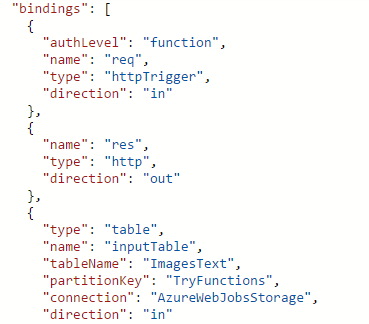 "bindings": [
{
"authLevel": "function",
"name": "req",
"type": "httpTrigger",
"direction": "in"
},
{
"name": "res",
"type": "http",
"direction": "out"
},
{
"type": "table",
"name": "inputTable",
"tableName": "ImagesText",
"partitionKey": "TryFunctions",
"connection": "AzureWebJobsStorage",
"direction": "in"